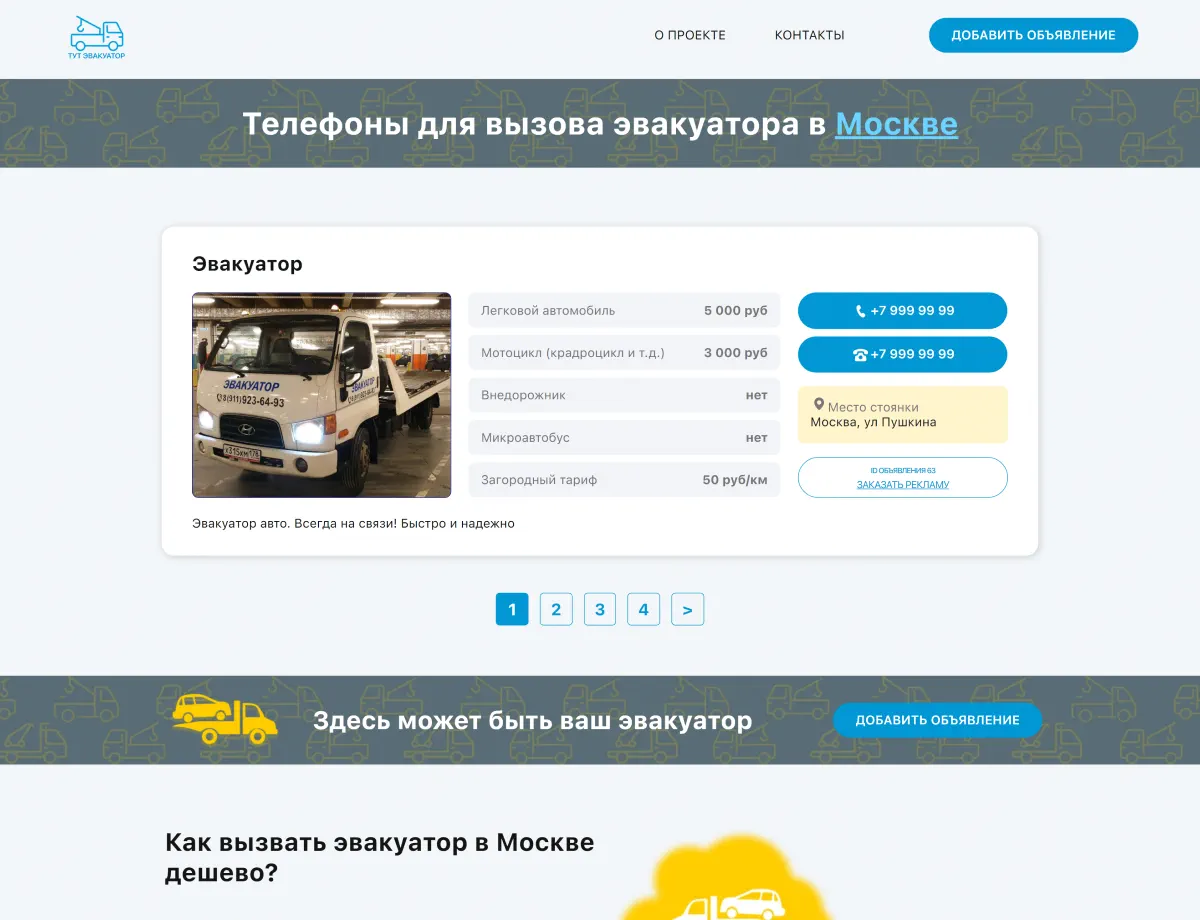 ТУТ ЭВАКУАТОР
О ПРОЕКТЕ
КОНТАКТЫ
ДОБАВИТЬ ОБЪЯВЛЕНИЕ
Телефоны для вызова эвакуатора в Москве
Эвакуатор
ЭВАКУАТОР
8(911)923-64-93
ЭВАКУАТОР
х315хм178
Легковой автомобиль 5 000 руб
Мотоцикл (крадроцикл и т.д.) 3 000 руб
Внедорожник нет
Микроавтобус нет
Загородный тариф 50 руб/км
+7 999 99 99
+7 999 99 99
Место стоянки
Москва, ул Пушкина
ID ОБЪЯВЛЕНИЯ 63
ЗАКАЗАТЬ РЕКЛАМУ
Эвакуатор авто. Всегда на связи! Быстро и надежно
1 2 3 4 >
Здесь может быть ваш эвакуатор
ДОБАВИТЬ ОБЪЯВЛЕНИЕ
Как вызвать эвакуатор в Москве
дешево?